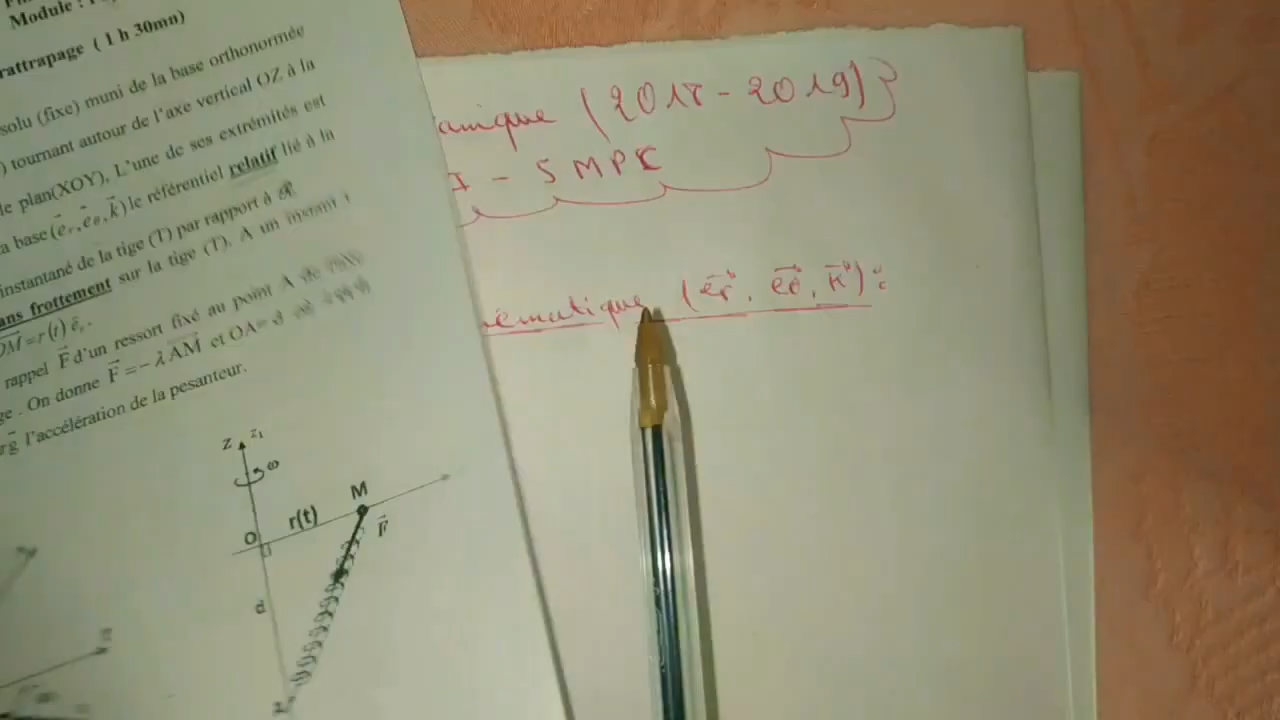 Module :
rattrapage ( 1 h 30mn)
solu (fixe) muni de la base orthonormée
) tournant autour de l'axe vertical OZ à la
le plan(XOY), L'une de ses extrémités est
a base (e⃗r, e⃗θ, k⃗) le référentiel relatif lié à la
instantané de la tige (T) par rapport à ℛ.
ans frottement sur la tige (T). A un instant t
OM = r(t) e⃗r.
rappel F⃗ d'un ressort fixé au point A de
ge . On donne F⃗ = − λ AM et OA=
g⃗ l'accélération de la pesanteur.
Z z₁
ω
M
r(t)
O
F⃗
d
anique (2018 - 2019)
I - SMPC
nématique (e⃗r, e⃗θ, k⃗) :